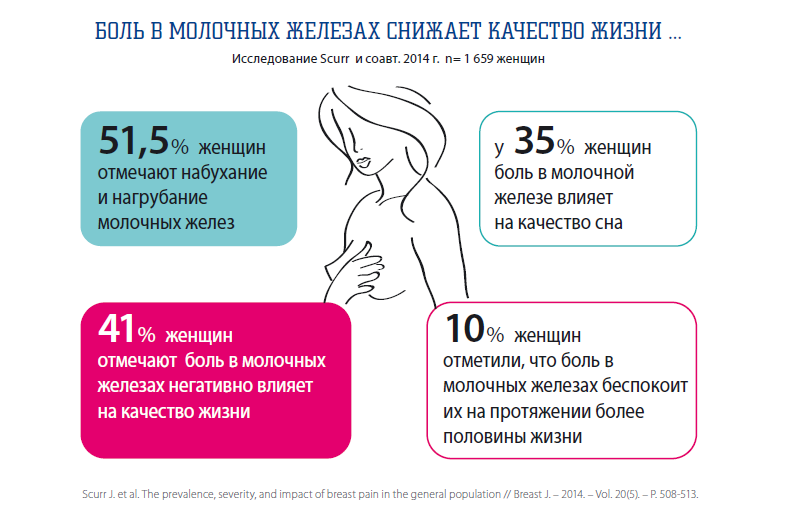 БОЛЬ В МОЛОЧНЫХ ЖЕЛЕЗАХ СНИЖАЕТ КАЧЕСТВО ЖИЗНИ ...
Исследование Scurr и соавт. 2014 г. n= 1 659 женщин
51,5% женщин
отмечают набухание
и нагрубание
молочных желез
у 35% женщин
боль в молочной
железе влияет
на качество сна
41% женщин
отмечают боль в молочных
железах негативно влияет
на качество жизни
10% женщин
отметили, что боль в
молочных железах беспокоит
их на протяжении более
половины жизни
Scurr J. et al. The prevalence, severity, and impact of breast pain in the general population // Breast J. – 2014. – Vol. 20(5). – P. 508-513.